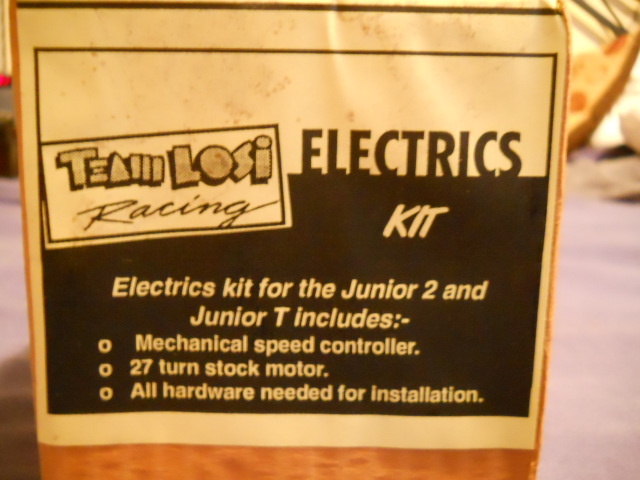 TEAM LOSI
Racing
ELECTRICS
KIT
Electrics kit for the Junior 2 and
Junior T includes:-
o Mechanical speed controller.
o 27 turn stock motor.
o All hardware needed for installation.